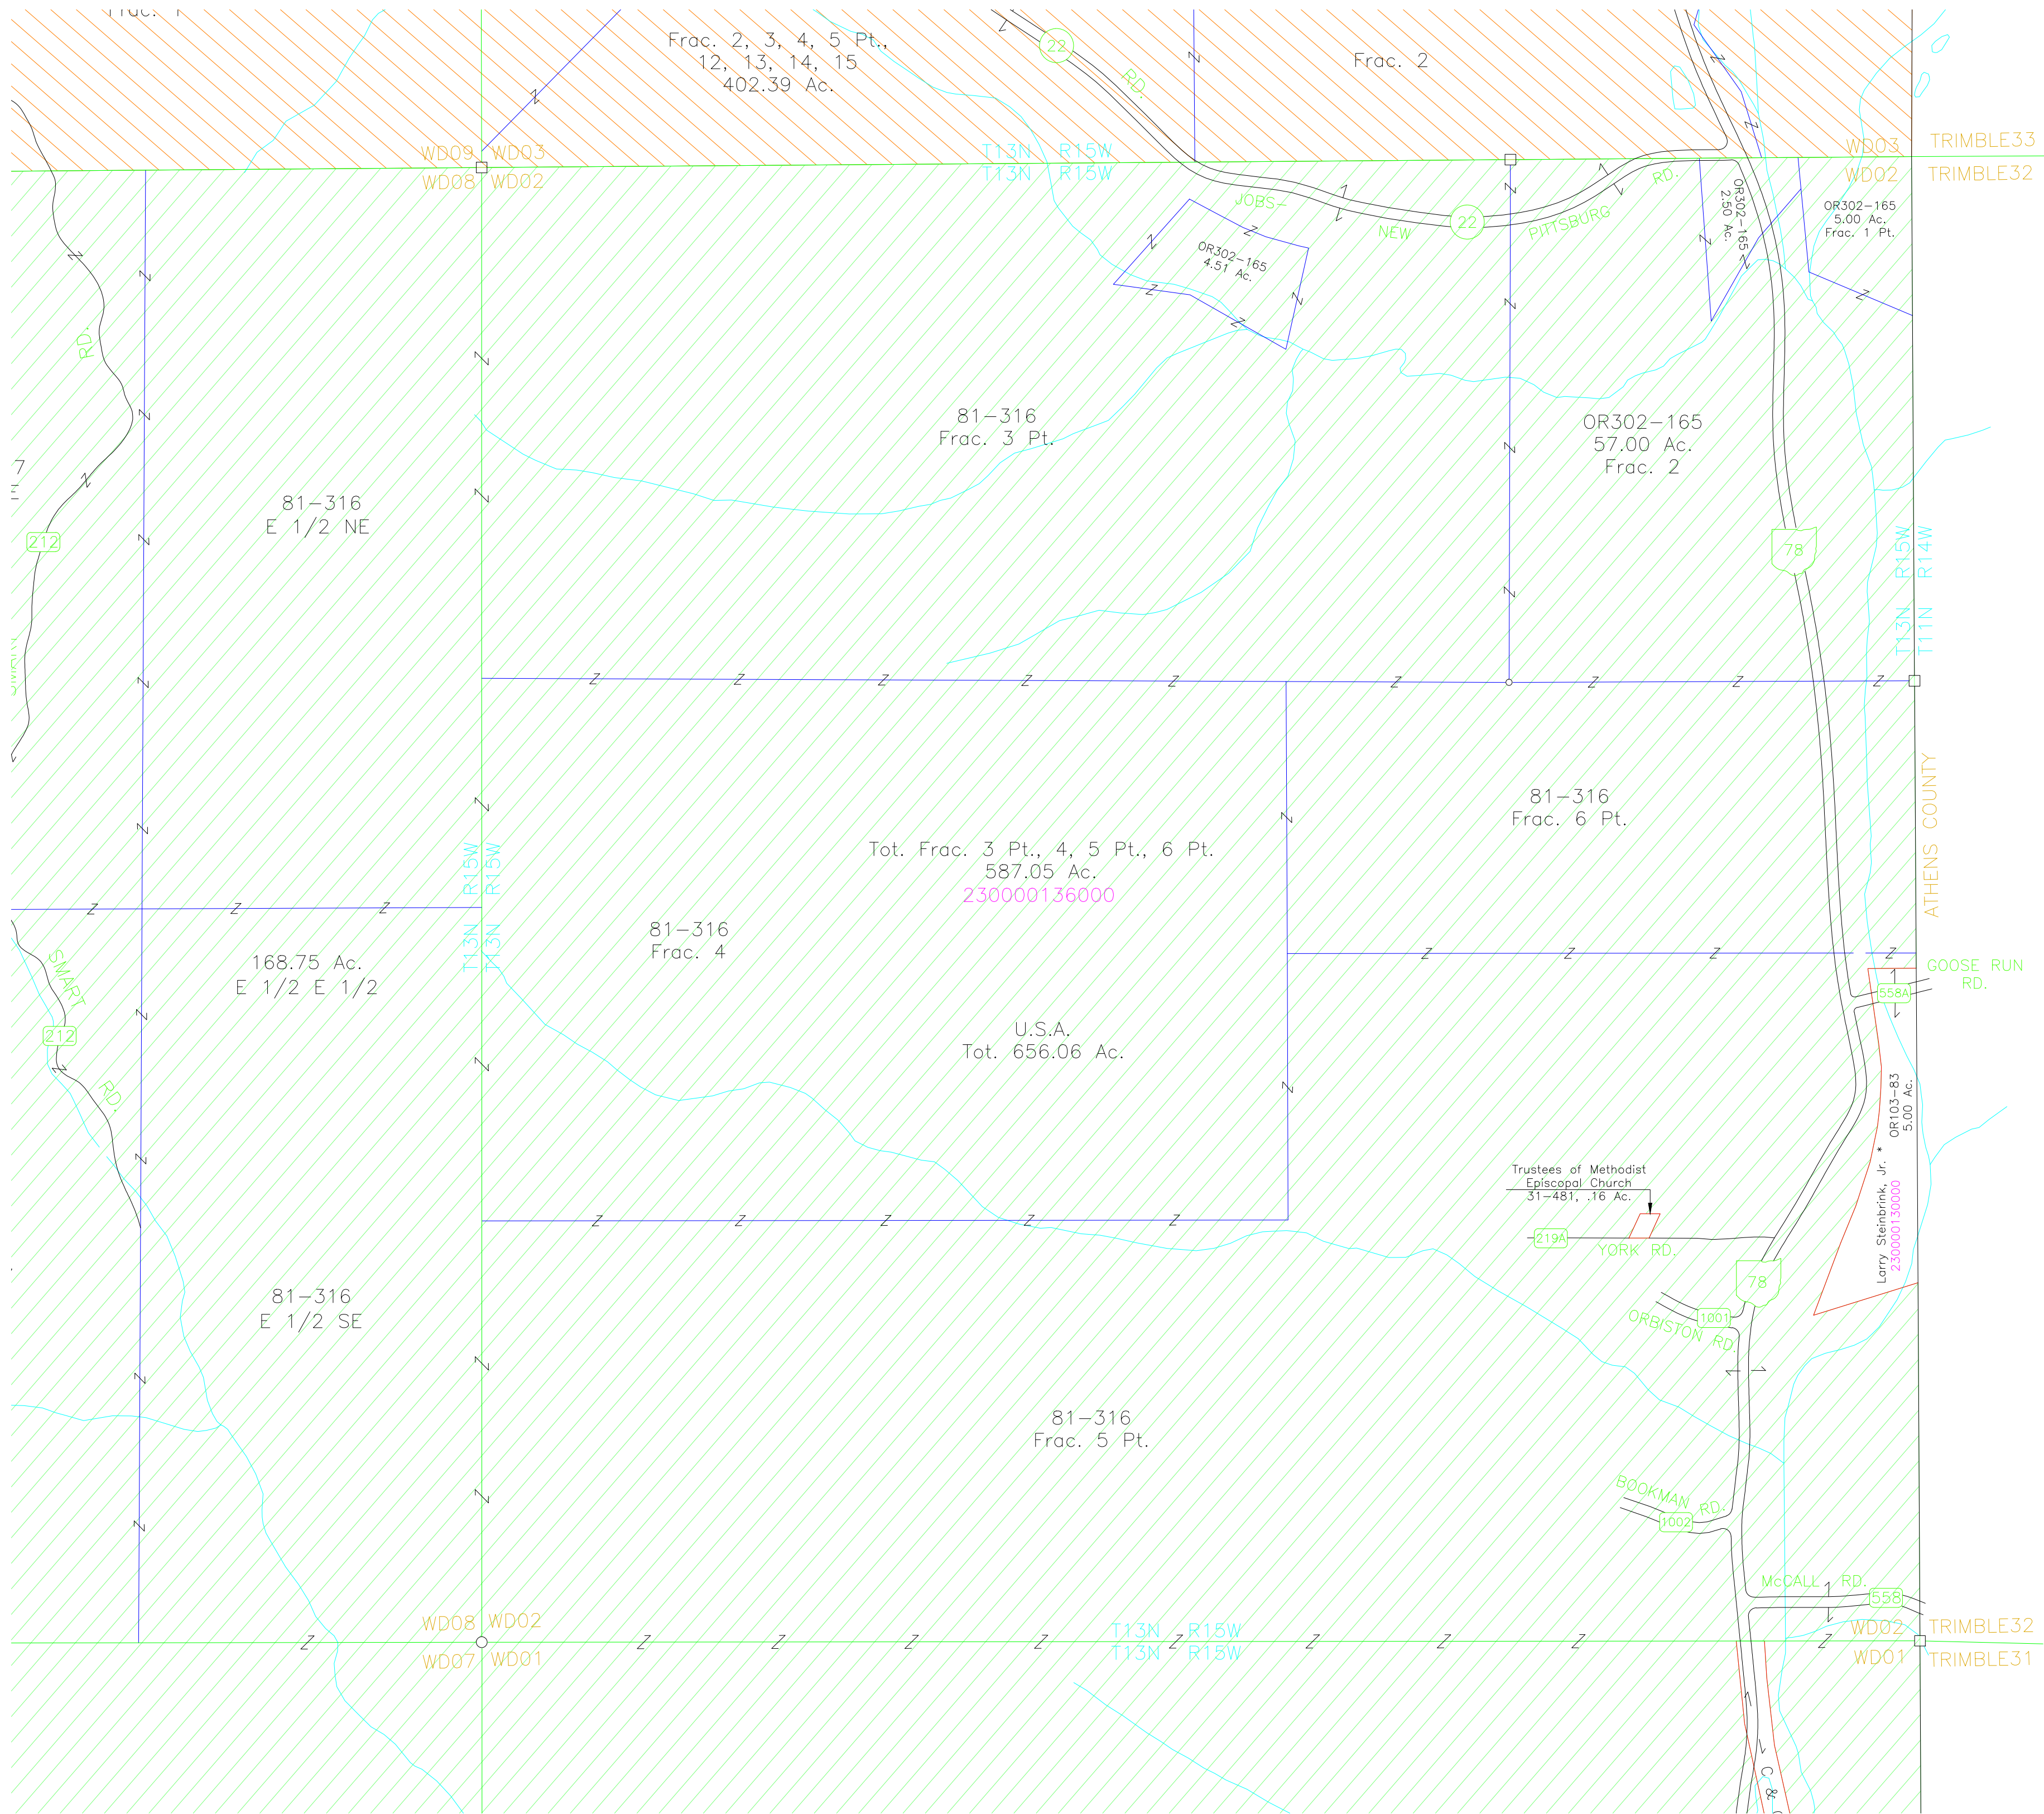 Frac. 2, 3, 4, 5 Pt.,
12, 13, 14, 15
402.39 Ac.
22
RD.
Frac. 2
WD09 WD03
WD08 WD02
T13N R15W
T13N R15W
WD03 TRIMBLE33
WD02 TRIMBLE32
JOBS-
NEW
22
PITTSBURG
RD.
OR302-165
4.51 Ac.
OR302-165
2.50 Ac.
OR302-165
5.00 Ac.
Frac. 1 Pt.
RD.
212
7
E
81-316
E 1/2 NE
81-316
Frac. 3 Pt.
OR302-165
57.00 Ac.
Frac. 2
78
T13N R15W
T11N R14W
81-316
Frac. 6 Pt.
ATHENS COUNTY
Tot. Frac. 3 Pt., 4, 5 Pt., 6 Pt.
587.05 Ac.
230000136000
T13N R15W
T13N R15W
81-316
Frac. 4
U.S.A.
Tot. 656.06 Ac.
168.75 Ac.
E 1/2 E 1/2
SMART
212
RD.
GOOSE RUN
RD.
558A
OR103-83
5.00 Ac.
Larry Steinbrink, Jr. *
230000130000
Trustees of Methodist
Episcopal Church
31-481, .16 Ac.
219A
YORK RD.
78
1001
ORBISTON RD.
81-316
E 1/2 SE
81-316
Frac. 5 Pt.
BOOKMAN RD.
1002
McCALL RD.
558
WD08 WD02
WD07 WD01
T13N R15W
T13N R15W
WD02 TRIMBLE32
WD01 TRIMBLE31
C &